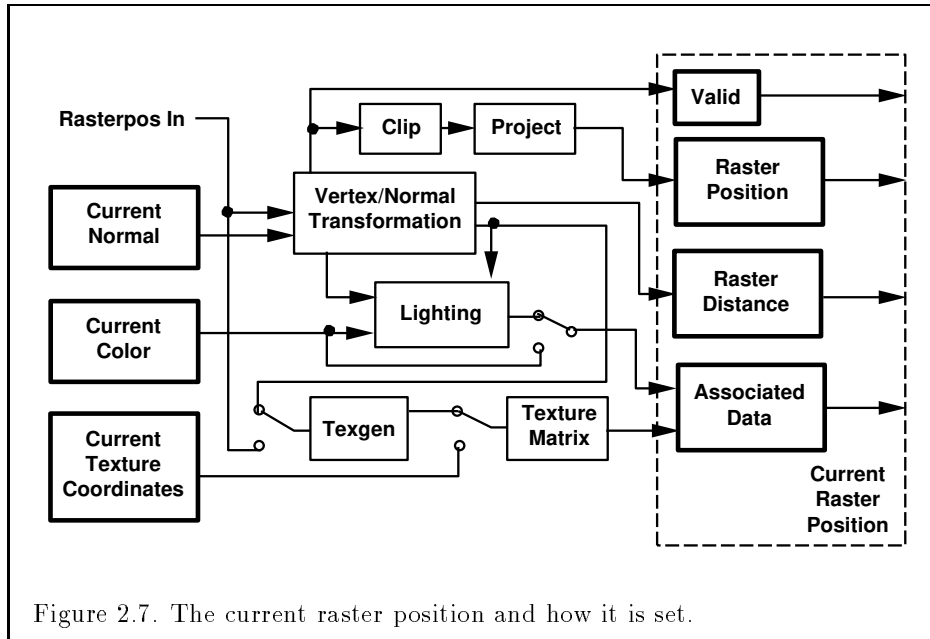 Rasterpos In
Clip
Project
Valid
Raster
Position
Current
Normal
Vertex/Normal
Transformation
Raster
Distance
Current
Color
Lighting
Associated
Data
Current
Texture
Coordinates
Texgen
Texture
Matrix
Current
Raster
Position
Figure 2.7. The current raster position and how it is set.